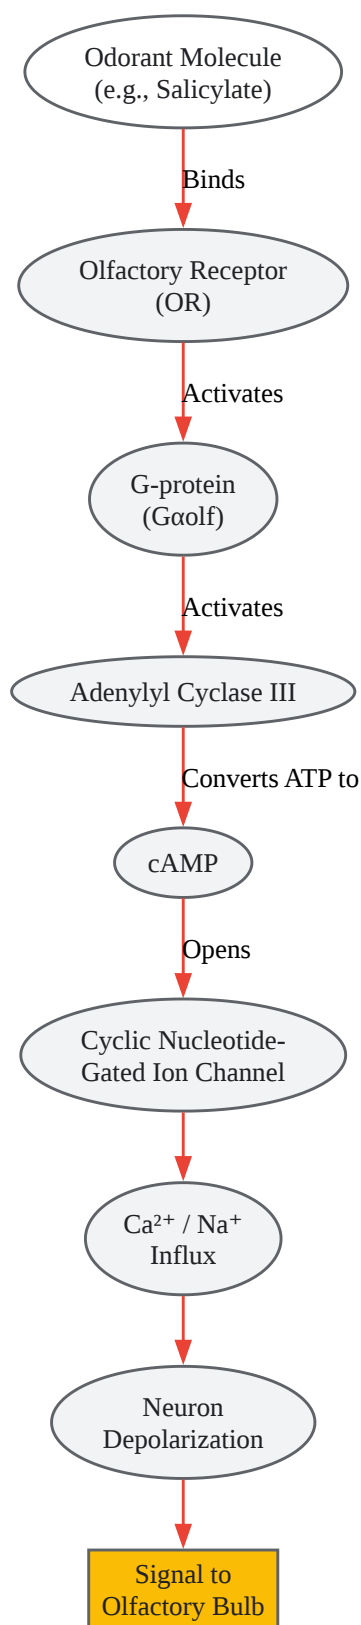 Odorant Molecule
(e.g., Salicylate)
Binds
Olfactory Receptor
(OR)
Activates
G-protein
(Gαolf)
Activates
Adenylyl Cyclase III
Converts ATP to
cAMP
Opens
Cyclic Nucleotide-
Gated Ion Channel
Ca²⁺ / Na⁺
Influx
Neuron
Depolarization
Signal to
Olfactory Bulb